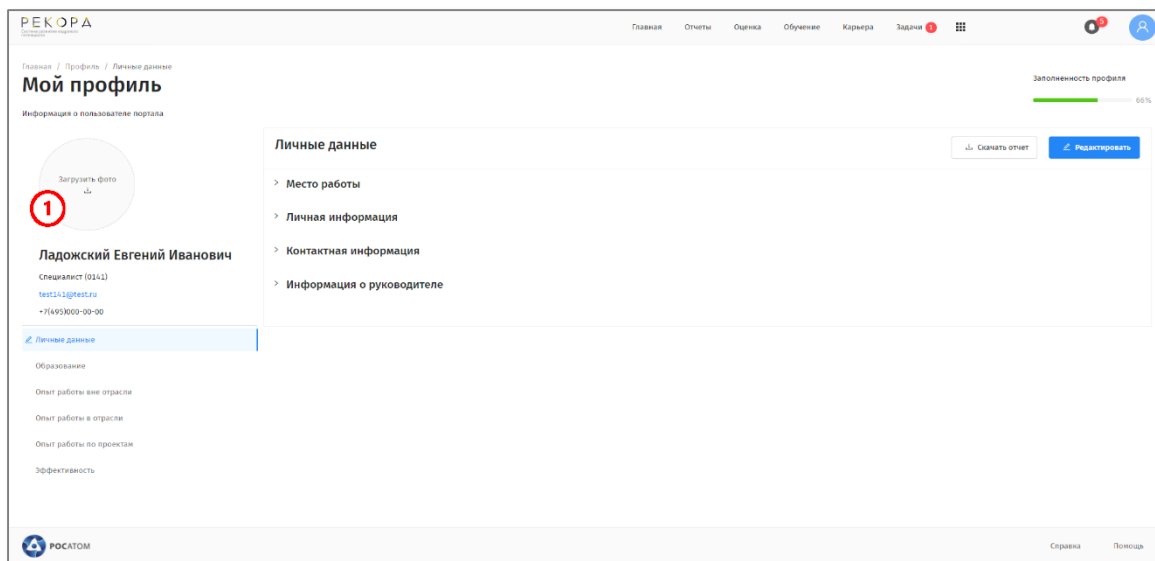 РЕКОРА
Главная Отчеты Оценка Обучение Карьера Задачи 1
5
Главная / Профиль / Личные данные
Мой профиль
Информация о пользователе портала
Заполненность профиля
66%
Загрузить фото
1
Ладожский Евгений Иванович
Специалист (0141)
test141@test.ru
+7(495)000-00-00
Личные данные
Образование
Опыт работы вне отрасли
Опыт работы в отрасли
Опыт работы по проектам
Эффективность
Личные данные
Скачать отчет
Редактировать
Место работы
Личная информация
Контактная информация
Информация о руководителе
РОСАТОМ
Справка Помощь